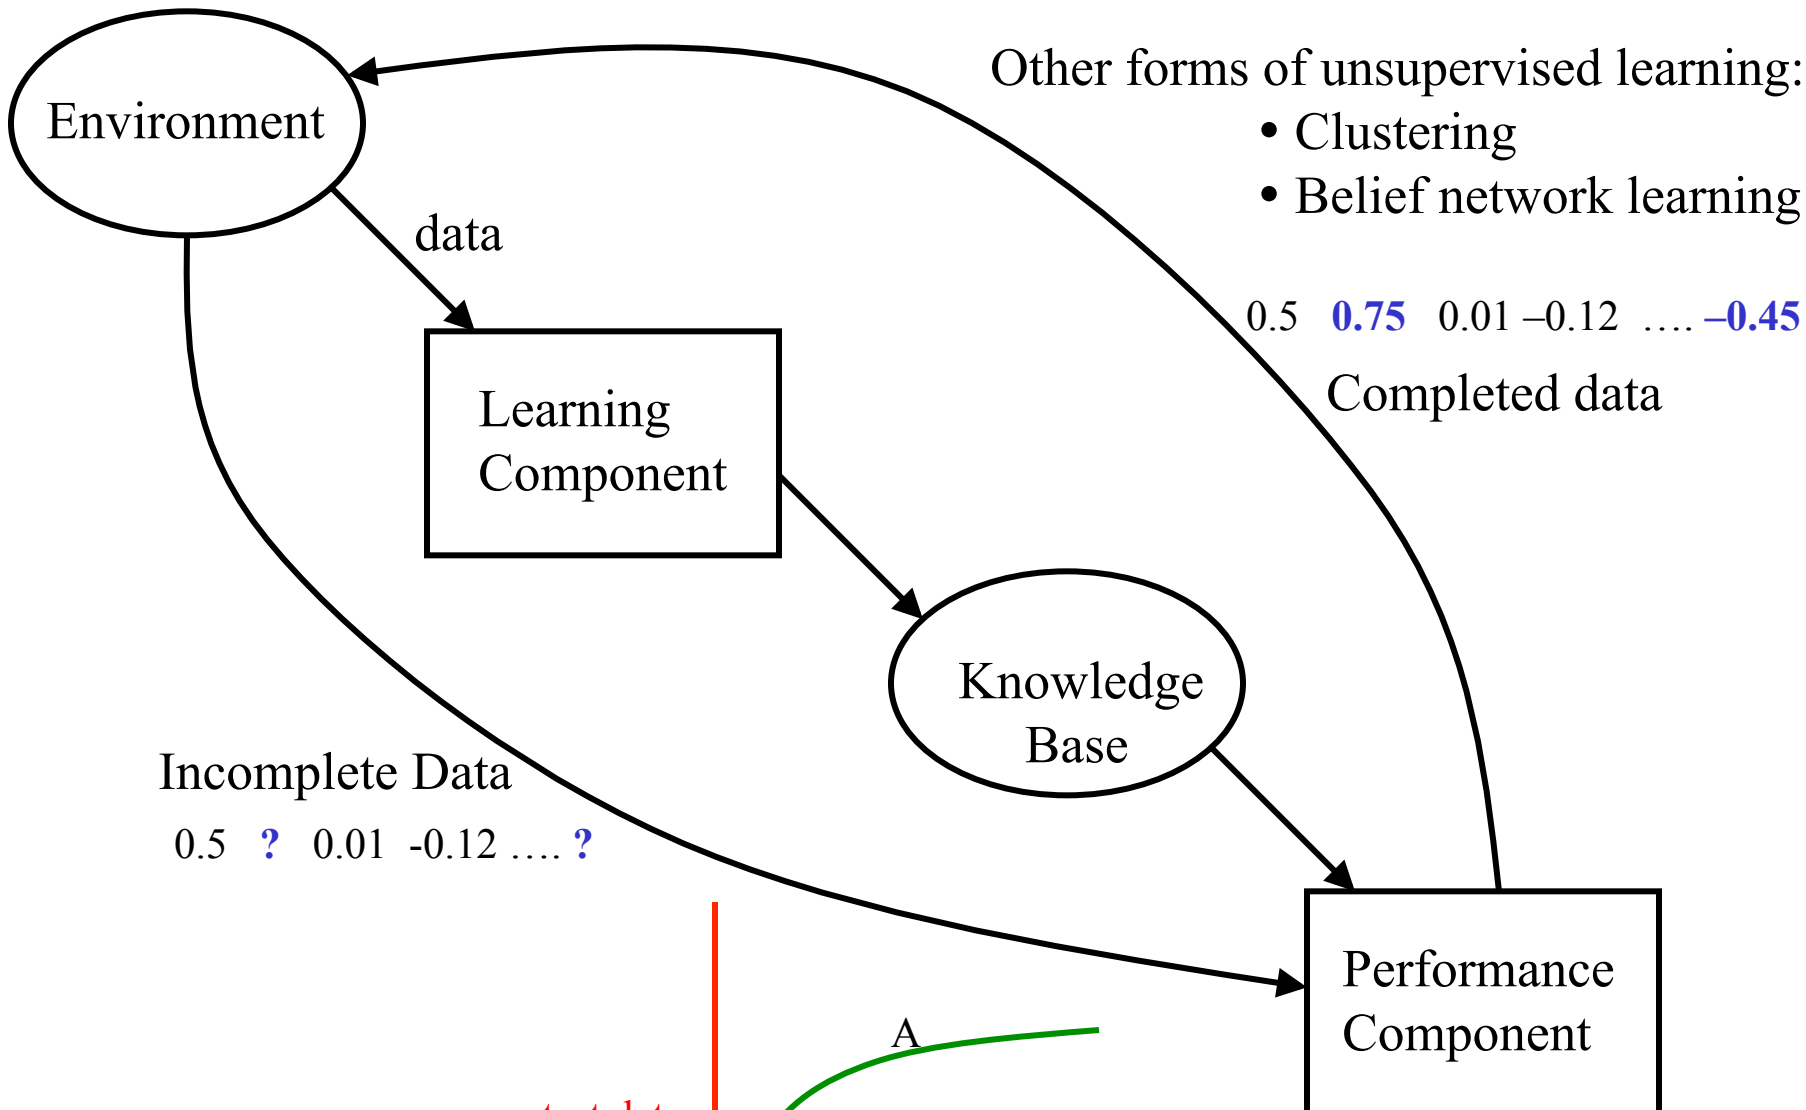 Other forms of unsupervised learning:
• Clustering
• Belief network learning
Environment
data
0.5 0.75 0.01 –0.12 …. –0.45
Completed data
Learning
Component
Knowledge
Base
Incomplete Data
0.5 ? 0.01 -0.12 …. ?
Performance
Component
A